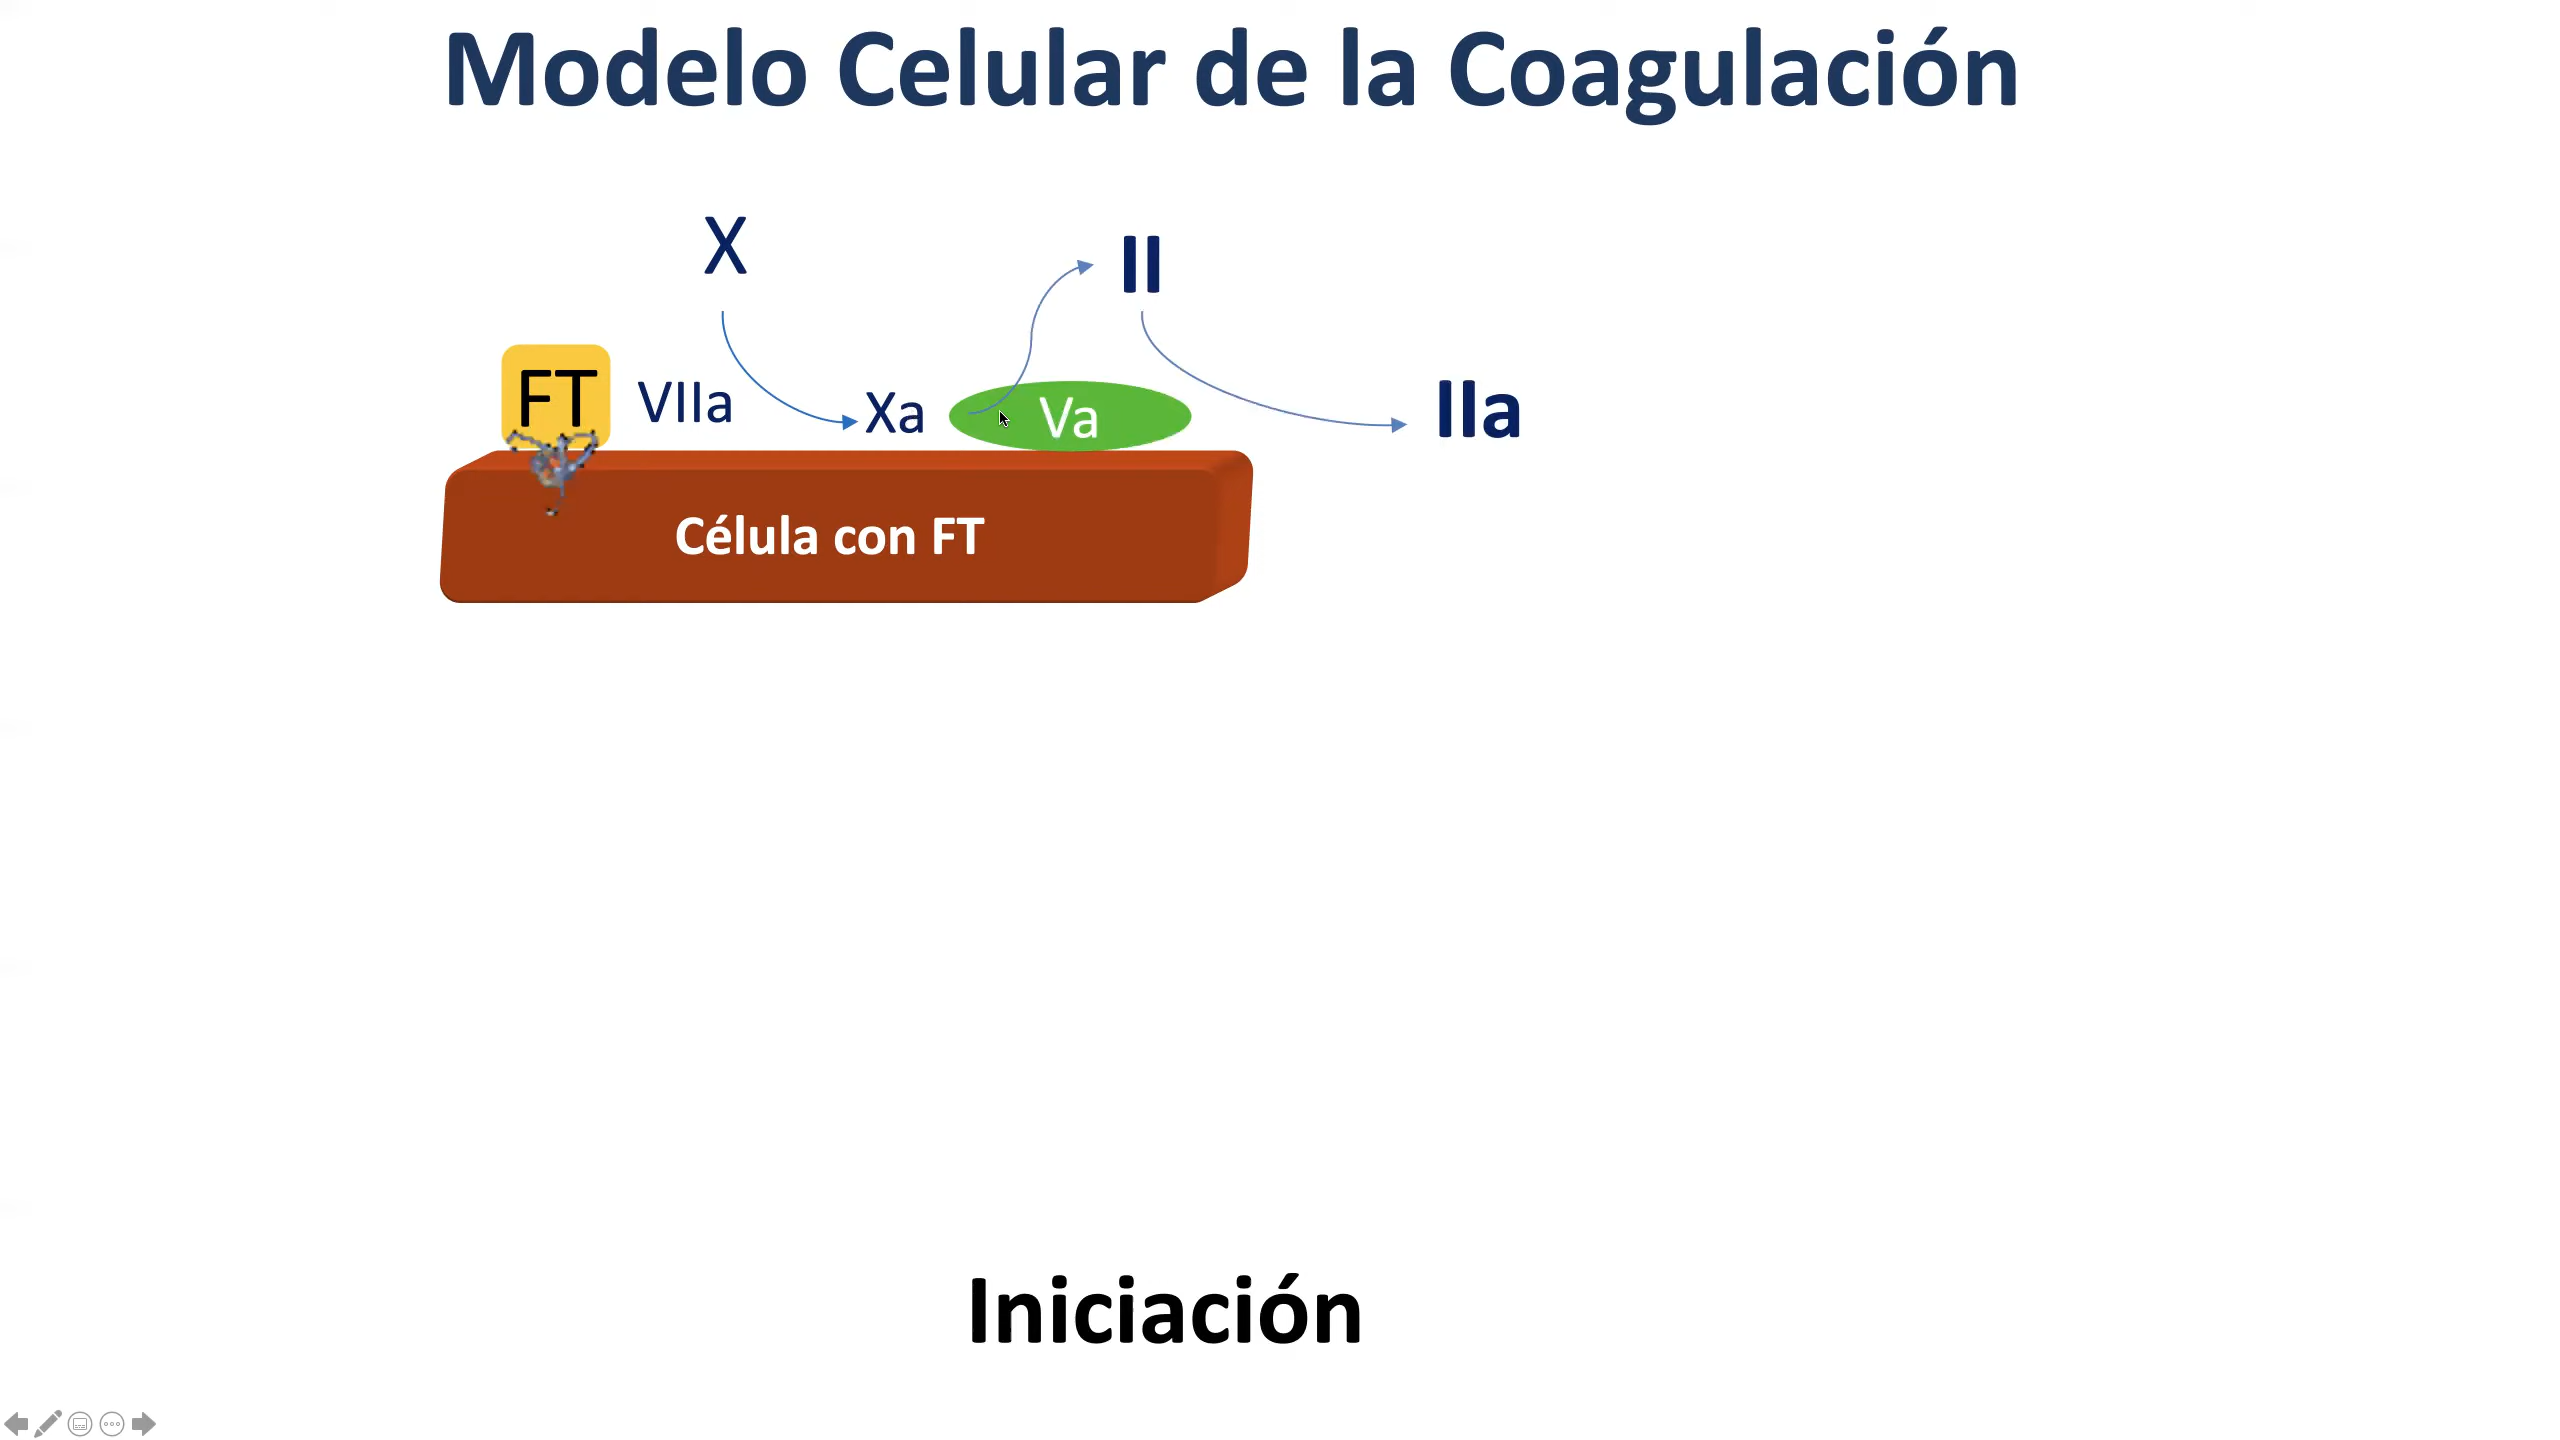 Modelo Celular de la Coagulación
X
II
FT
VIIa
Xa
Va
IIa
Célula con FT
Iniciación